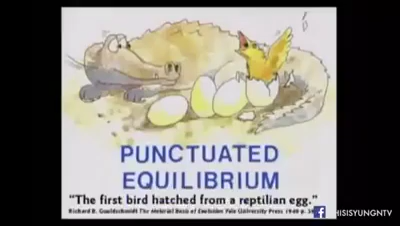 PUNCTUATED
EQUILIBRIUM
"The first bird hatched from a reptilian egg."
Richard B. Goldschmidt The Material Basis of Evolution Yale University Press 1940 p.
HISISYUNGNTV